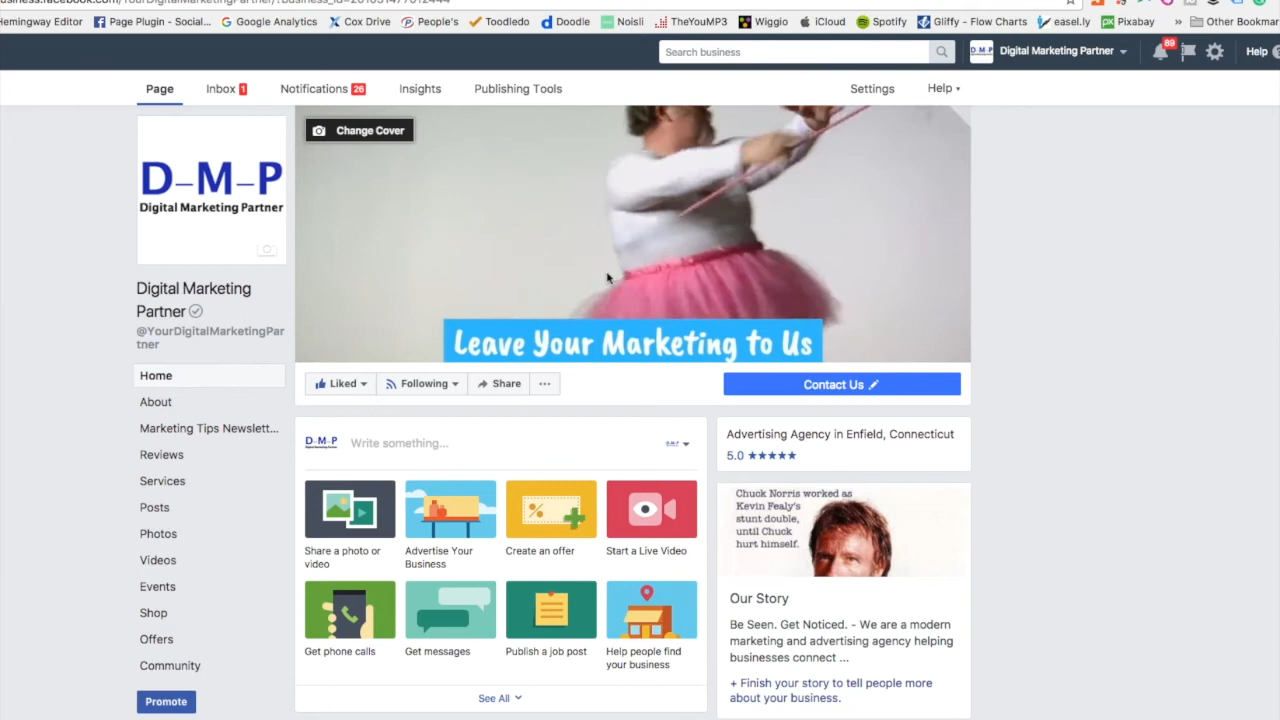 Hemingway Editor Page Plugin - Social... Google Analytics Cox Drive People's Toodledo Doodle Noisli TheYouMP3 Wiggio iCloud Spotify Gliffy - Flow Charts easel.ly Pixabay » Other Bookmar
Search business
D-M-P Digital Marketing Partner 89 Help
Page Inbox 1 Notifications 26 Insights Publishing Tools Settings Help
Change Cover
D-M-P
Digital Marketing Partner
Leave Your Marketing to Us
Digital Marketing
Partner
@YourDigitalMarketingPar
tner
Liked Following Share ...
Contact Us
Home
About
Marketing Tips Newslett...
Reviews
Services
Posts
Photos
Videos
Events
Shop
Offers
Community
Promote
D-M-P Write something...
Share a photo or
video
Advertise Your
Business
Create an offer
Start a Live Video
Get phone calls
Get messages
Publish a job post
Help people find
your business
See All
Advertising Agency in Enfield, Connecticut
5.0 ★★★★★
Chuck Norris worked as
Kevin Fealy's
stunt double,
until Chuck
hurt himself.
Our Story
Be Seen. Get Noticed. - We are a modern
marketing and advertising agency helping
businesses connect ...
+ Finish your story to tell people more
about your business.